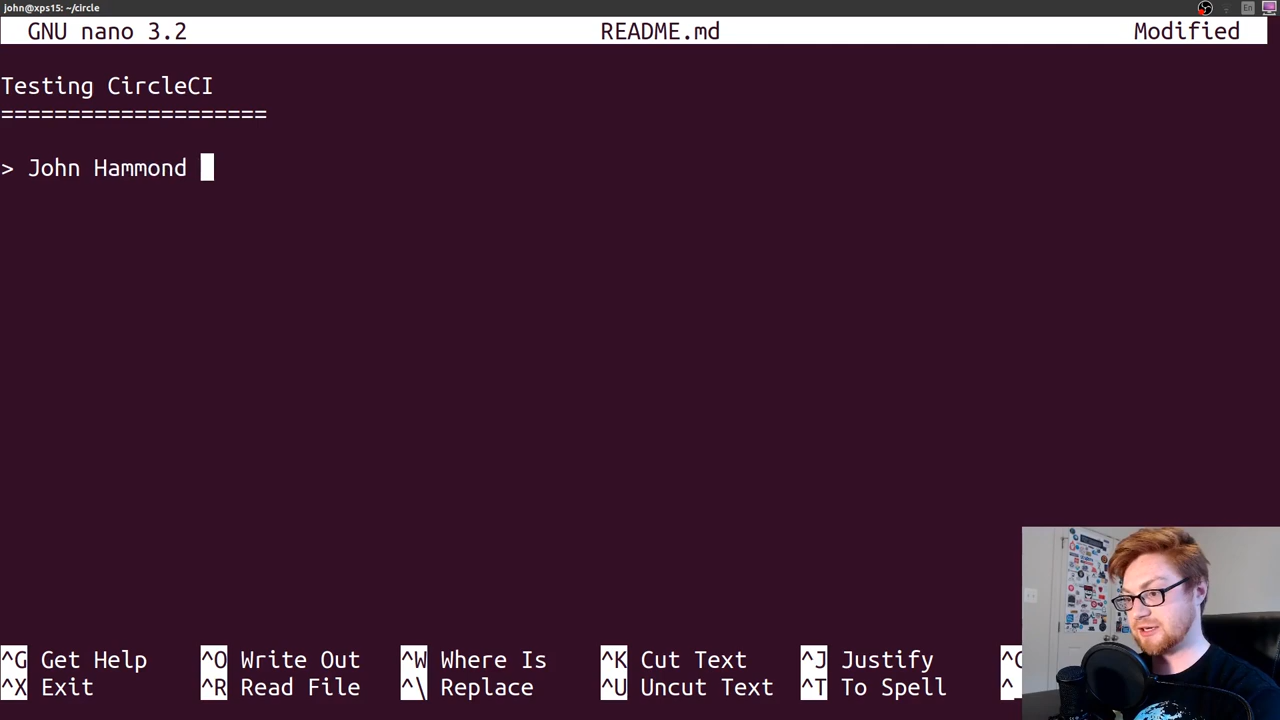 john@xps15: ~/circle
En
GNU nano 3.2 README.md Modified
Testing CircleCI
====================
> John Hammond
^G Get Help ^O Write Out ^W Where Is ^K Cut Text ^J Justify
^X Exit ^R Read File ^\ Replace ^U Uncut Text ^T To Spell